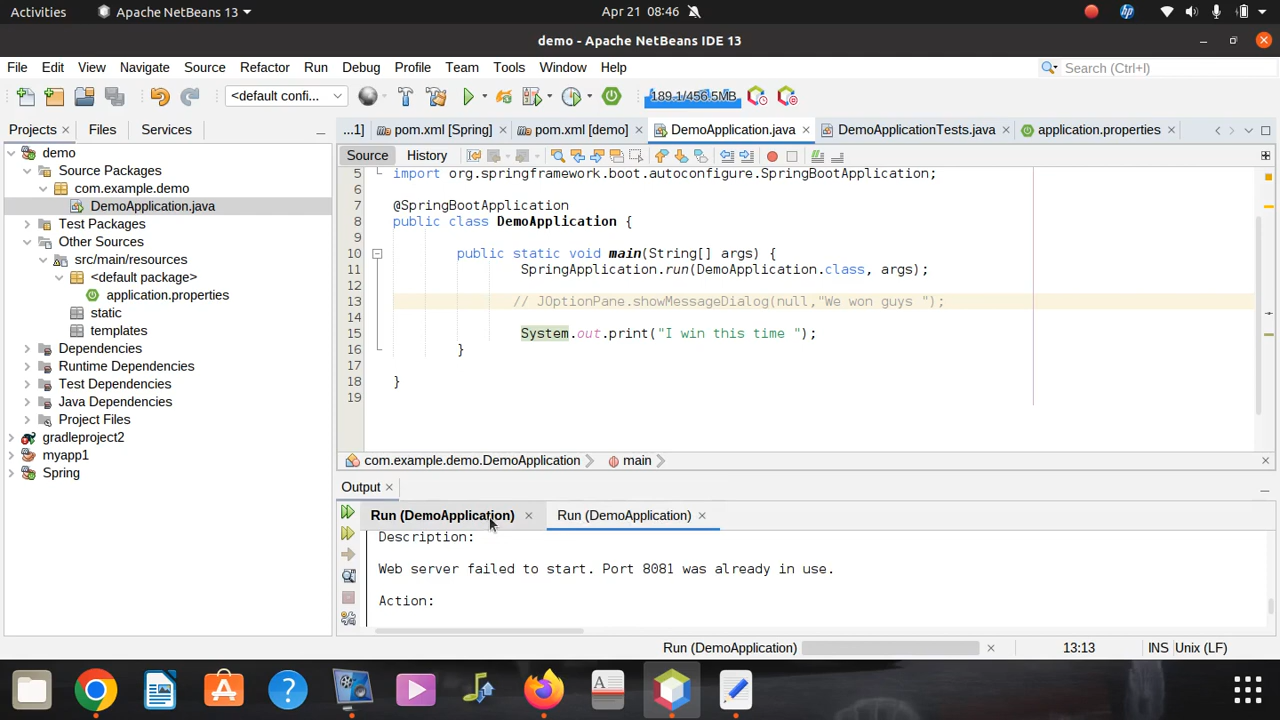 Activities Apache NetBeans 13 Apr 21 08:46
demo - Apache NetBeans IDE 13
File Edit View Navigate Source Refactor Run Debug Profile Team Tools Window Help Search (Ctrl+I)
<default confi... 189.1/456.5MB
Projects Files Services ...1] pom.xml [Spring] pom.xml [demo] DemoApplication.java DemoApplicationTests.java application.properties
Source History
demo
Source Packages
com.example.demo
DemoApplication.java
Test Packages
Other Sources
src/main/resources
<default package>
application.properties
static
templates
Dependencies
Runtime Dependencies
Test Dependencies
Java Dependencies
Project Files
gradleproject2
myapp1
Spring
5 import org.springframework.boot.autoconfigure.SpringBootApplication;
6
7 @SpringBootApplication
8 public class DemoApplication {
9
10 public static void main(String[] args) {
11 SpringApplication.run(DemoApplication.class, args);
12
13 // JOptionPane.showMessageDialog(null,"We won guys ");
14
15 System.out.print("I win this time ");
16 }
17
18 }
19
com.example.demo.DemoApplication main
Output
Run (DemoApplication) Run (DemoApplication)
Description:
Web server failed to start. Port 8081 was already in use.
Action:
Run (DemoApplication) 13:13 INS Unix (LF)